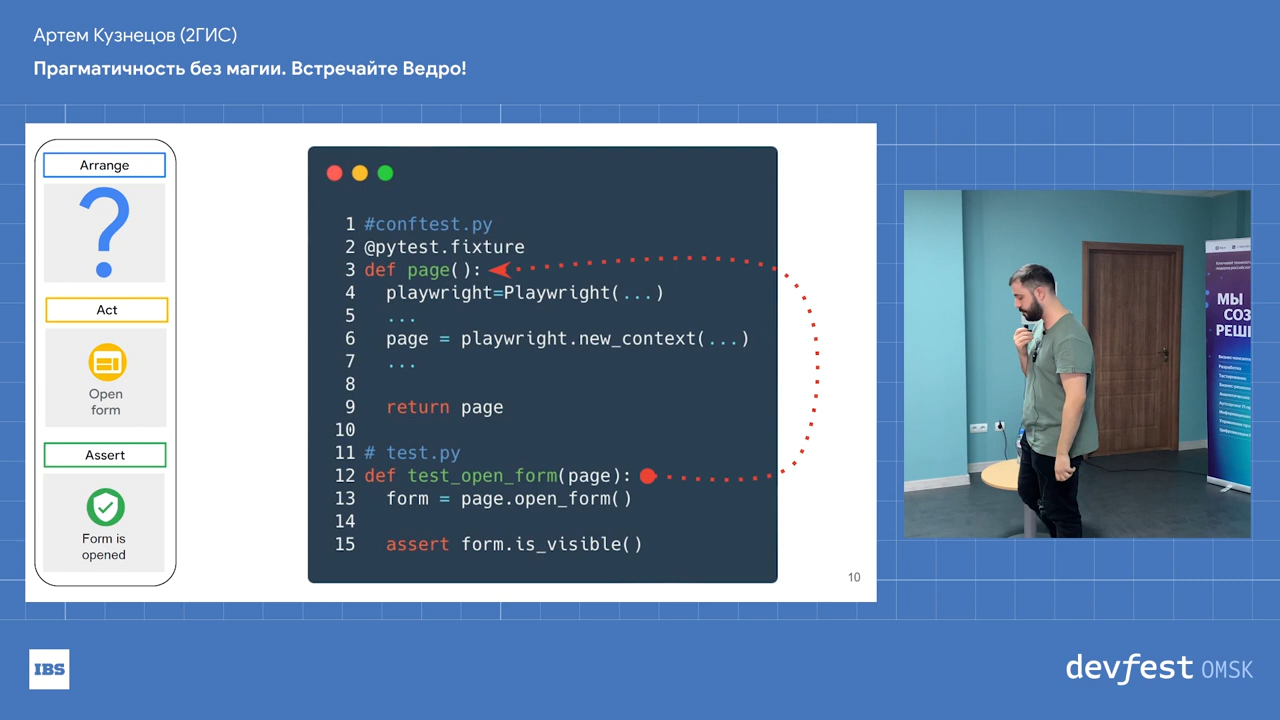 Артем Кузнецов (2ГИС)
Прагматичность без магии. Встречайте Ведро!
Arrange
?
Act
Open
form
Assert
Form is
opened
1 #conftest.py
2 @pytest.fixture
3 def page():
4 playwright=Playwright(...)
5 ...
6 page = playwright.new_context(...)
7 ...
8
9 return page
10
11 # test.py
12 def test_open_form(page):
13 form = page.open_form()
14
15 assert form.is_visible()
10
МЫ
СОЗ
РЕШ
Разработка
Тестирование
IBS
devfest OMSK